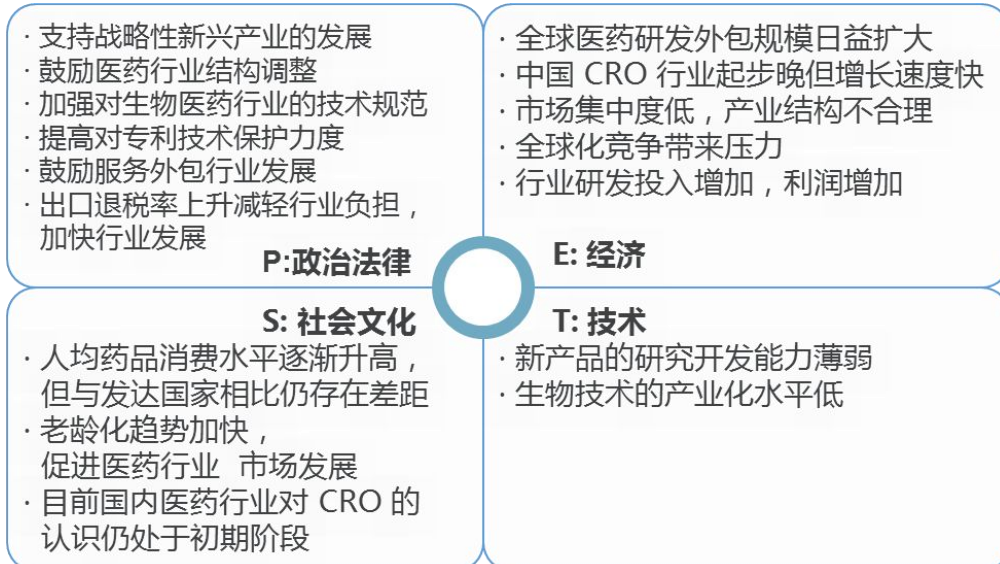 · 支持战略性新兴产业的发展
· 鼓励医药行业结构调整
· 加强对生物医药行业的技术规范
· 提高对专利技术保护力度
· 鼓励服务外包行业发展
· 出口退税率上升减轻行业负担，
加快行业发展
P:政治法律
· 全球医药研发外包规模日益扩大
· 中国 CRO 行业起步晚但增长速度快
· 市场集中度低，产业结构不合理
· 全球化竞争带来压力
· 行业研发投入增加，利润增加
E: 经济
S: 社会文化
· 人均药品消费水平逐渐升高，
但与发达国家相比仍存在差距
· 老龄化趋势加快，
促进医药行业 市场发展
· 目前国内医药行业对 CRO 的
认识仍处于初期阶段
T: 技术
· 新产品的研究开发能力薄弱
· 生物技术的产业化水平低